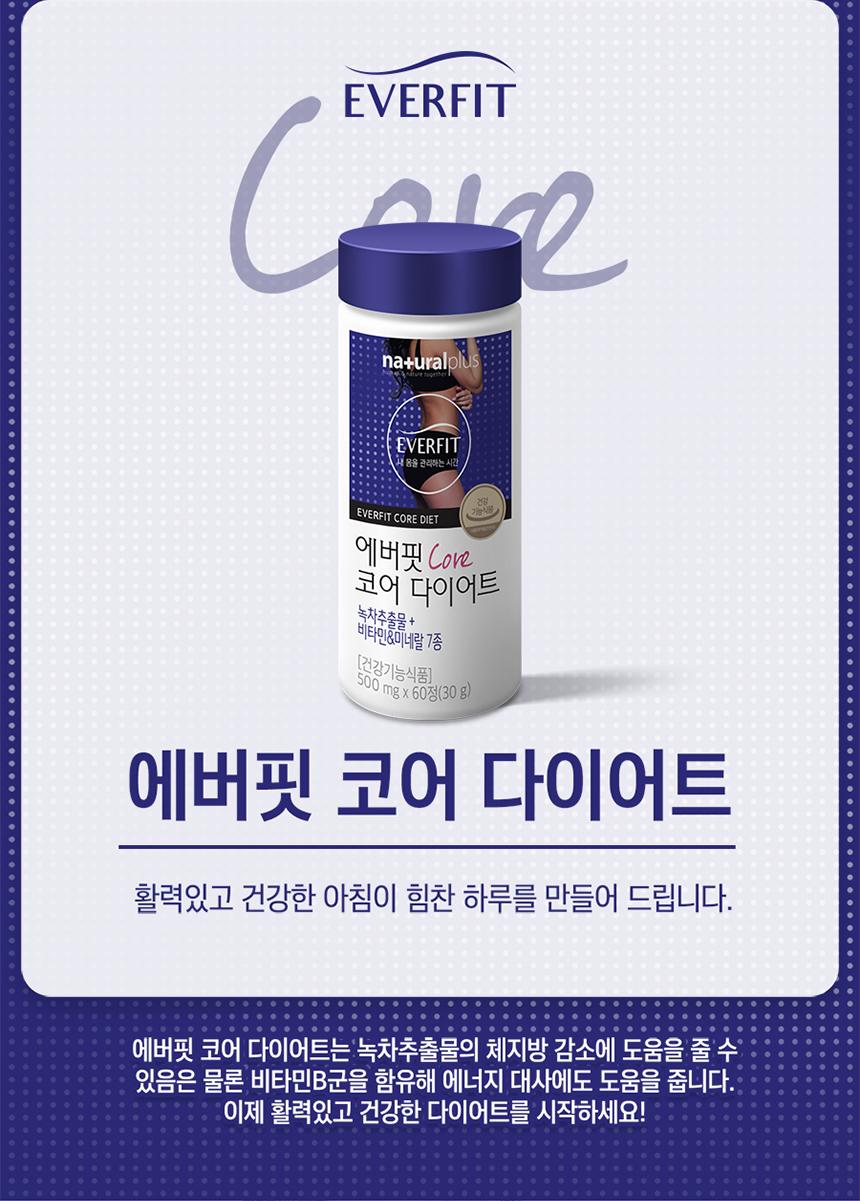 EVERFIT
Core
na+uralplus
EVERFIT
내 몸을 관리하는 시간
건강
기능식품
EVERFIT CORE DIET
에버핏 Core
코어 다이어트
녹차추출물 +
비타민&미네랄 7종
[건강기능식품]
500 mg x 60정(30 g)
에버핏 코어 다이어트
활력있고 건강한 아침이 힘찬 하루를 만들어 드립니다.
에버핏 코어 다이어트는 녹차추출물의 체지방 감소에 도움을 줄 수
있음은 물론 비타민B군을 함유해 에너지 대사에도 도움을 줍니다.
이제 활력있고 건강한 다이어트를 시작하세요!